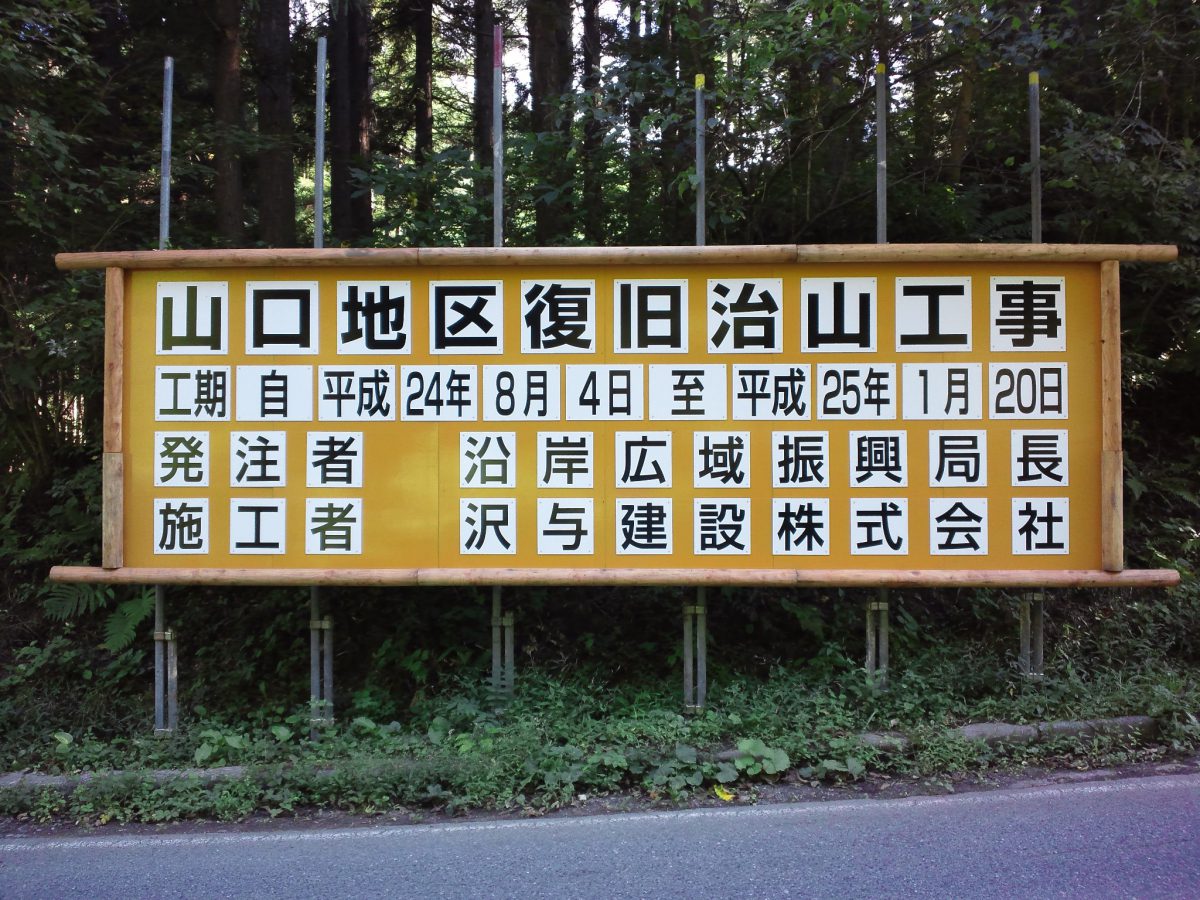 山口地区復旧治山工事
工期 自 平成 24年 8月 4日 至 平成 25年 1月 20日
発注者 沿岸広域振興局長
施工者 沢与建設株式会社